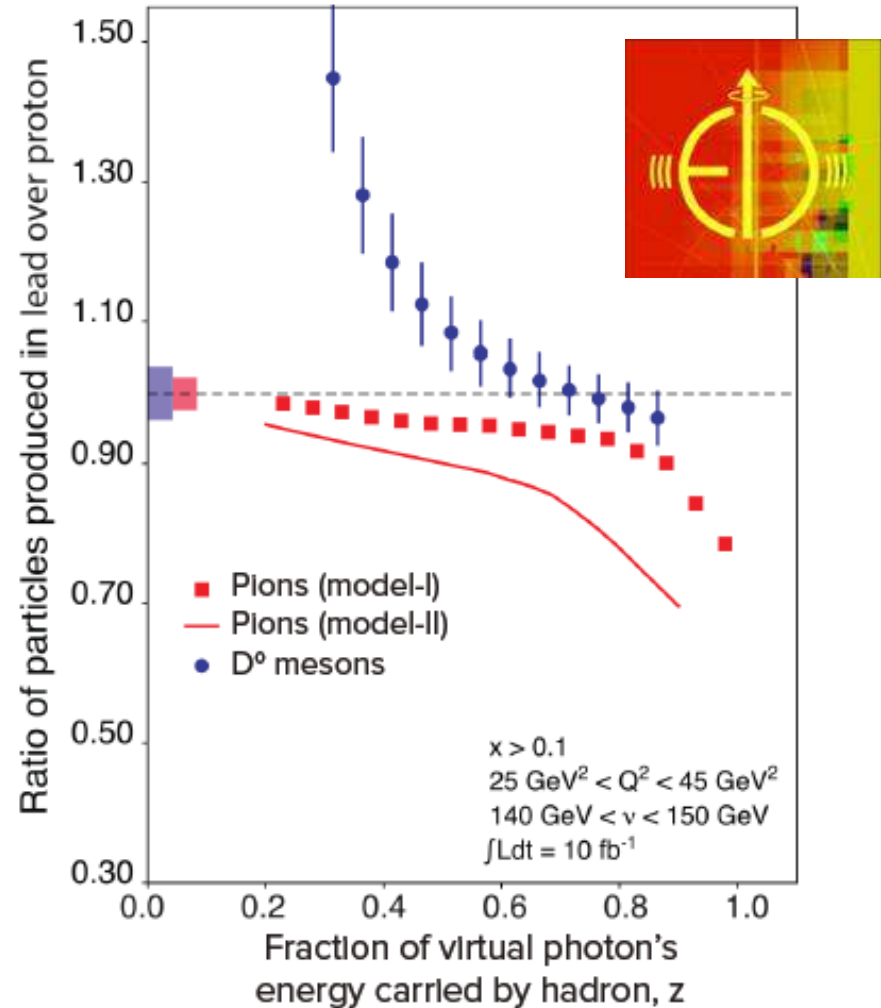 Ratio of particles produced in lead over proton
1.50
1.30
1.10
0.90
0.70
0.50
0.30
Pions (model-I)
Pions (model-II)
D⁰ mesons
x > 0.1
25 GeV² < Q² < 45 GeV²
140 GeV < ν < 150 GeV
∫Ldt = 10 fb⁻¹
0.0 0.2 0.4 0.6 0.8 1.0
Fraction of virtual photon's
energy carried by hadron, z